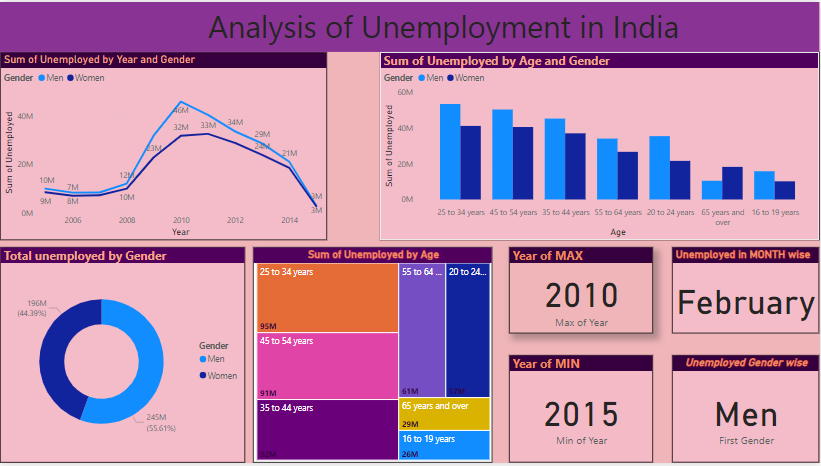 Analysis of Unemployment in India
Sum of Unemployed by Year and Gender
Gender Men Women
Sum of Unemployed
40M
20M
0M
10M
9M
7M
8M
12M
10M
23M
46M
32M
33M
34M
29M
24M
21M
3M
3M
2006 2008 2010 2012 2014
Year
Sum of Unemployed by Age and Gender
Gender Men Women
Sum of Unemployed
60M
40M
20M
0M
25 to 34 years 45 to 54 years 35 to 44 years 55 to 64 years 20 to 24 years 65 years and over 16 to 19 years
Age
Total unemployed by Gender
196M
(44.39%)
245M
(55.61%)
Gender
Men
Women
Sum of Unemployed by Age
25 to 34 years
95M
45 to 54 years
91M
35 to 44 years
55 to 64 ...
61M
20 to 24...
65 years and over
29M
16 to 19 years
26M
Year of MAX
2010
Max of Year
Unemployed in MONTH wise
February
Year of MIN
2015
Min of Year
Unemployed Gender wise
Men
First Gender